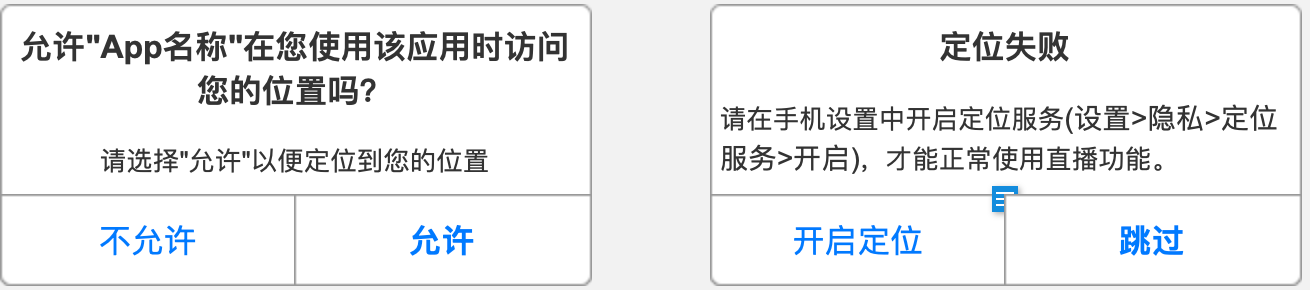 允许"App名称"在您使用该应用时访问
您的位置吗?
请选择"允许"以便定位到您的位置
不允许
允许
定位失败
请在手机设置中开启定位服务(设置>隐私>定位
服务>开启)，才能正常使用直播功能。
开启定位
跳过